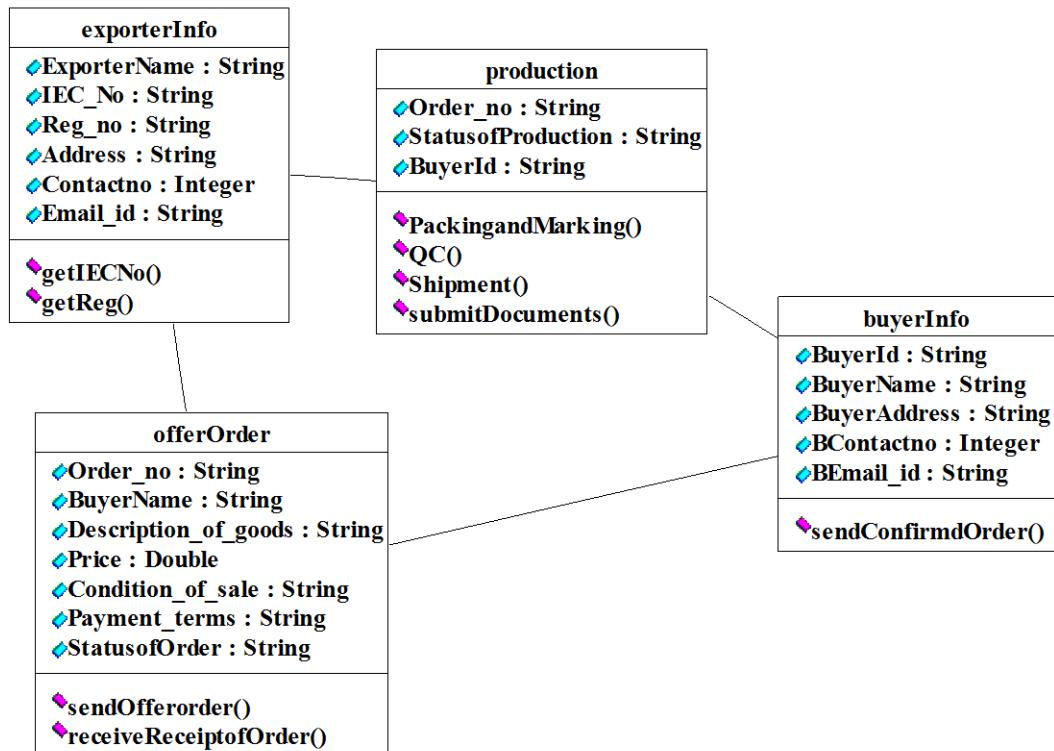 exporterInfo
ExporterName : String
IEC_No : String
Reg_no : String
Address : String
Contactno : Integer
Email_id : String
getIECNo()
getReg()
production
Order_no : String
StatusofProduction : String
BuyerId : String
PackingandMarking()
QC()
Shipment()
submitDocuments()
buyerInfo
BuyerId : String
BuyerName : String
BuyerAddress : String
BContactno : Integer
BEmail_id : String
sendConfirmdOrder()
offerOrder
Order_no : String
BuyerName : String
Description_of_goods : String
Price : Double
Condition_of_sale : String
Payment_terms : String
StatusofOrder : String
sendOfferorder()
receiveReceiptofOrder()